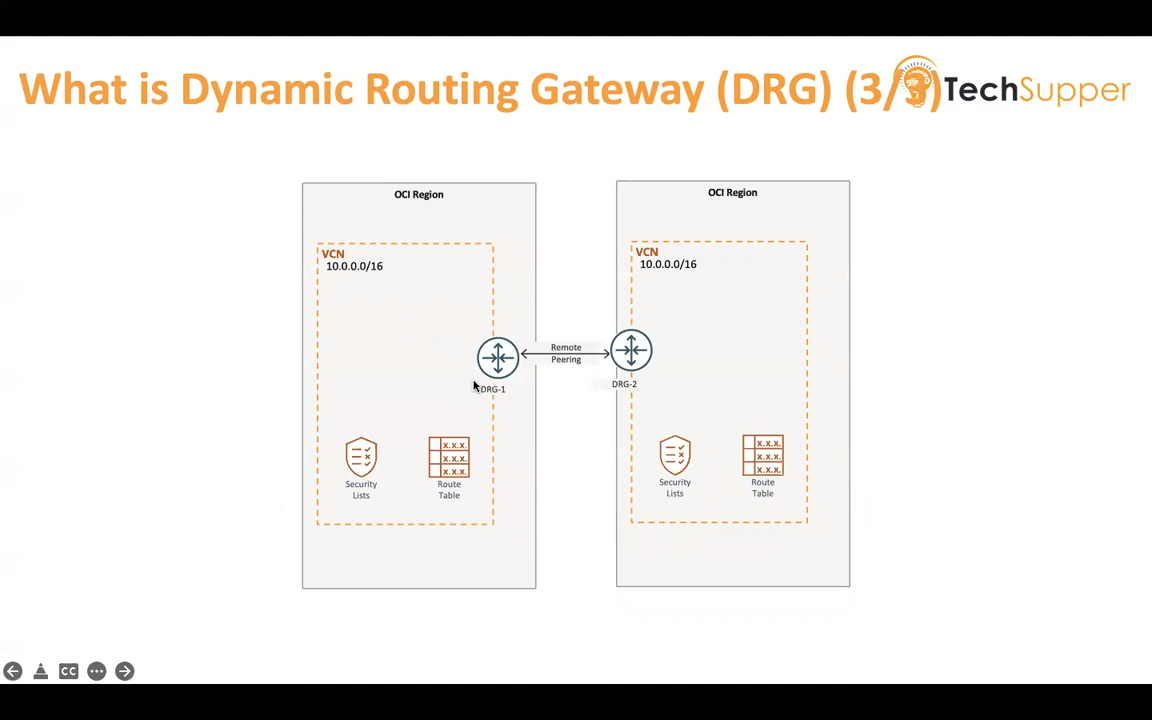 What is Dynamic Routing Gateway (DRG) (3/3)
TechSupper
OCI Region
VCN
10.0.0.0/16
DRG-1
Security
Lists
Route
Table
x.x.x.
x.x.x.
x.x.x.
Remote
Peering
OCI Region
VCN
10.0.0.0/16
DRG-2
Security
Lists
Route
Table
x.x.x.
x.x.x.
x.x.x.
CC